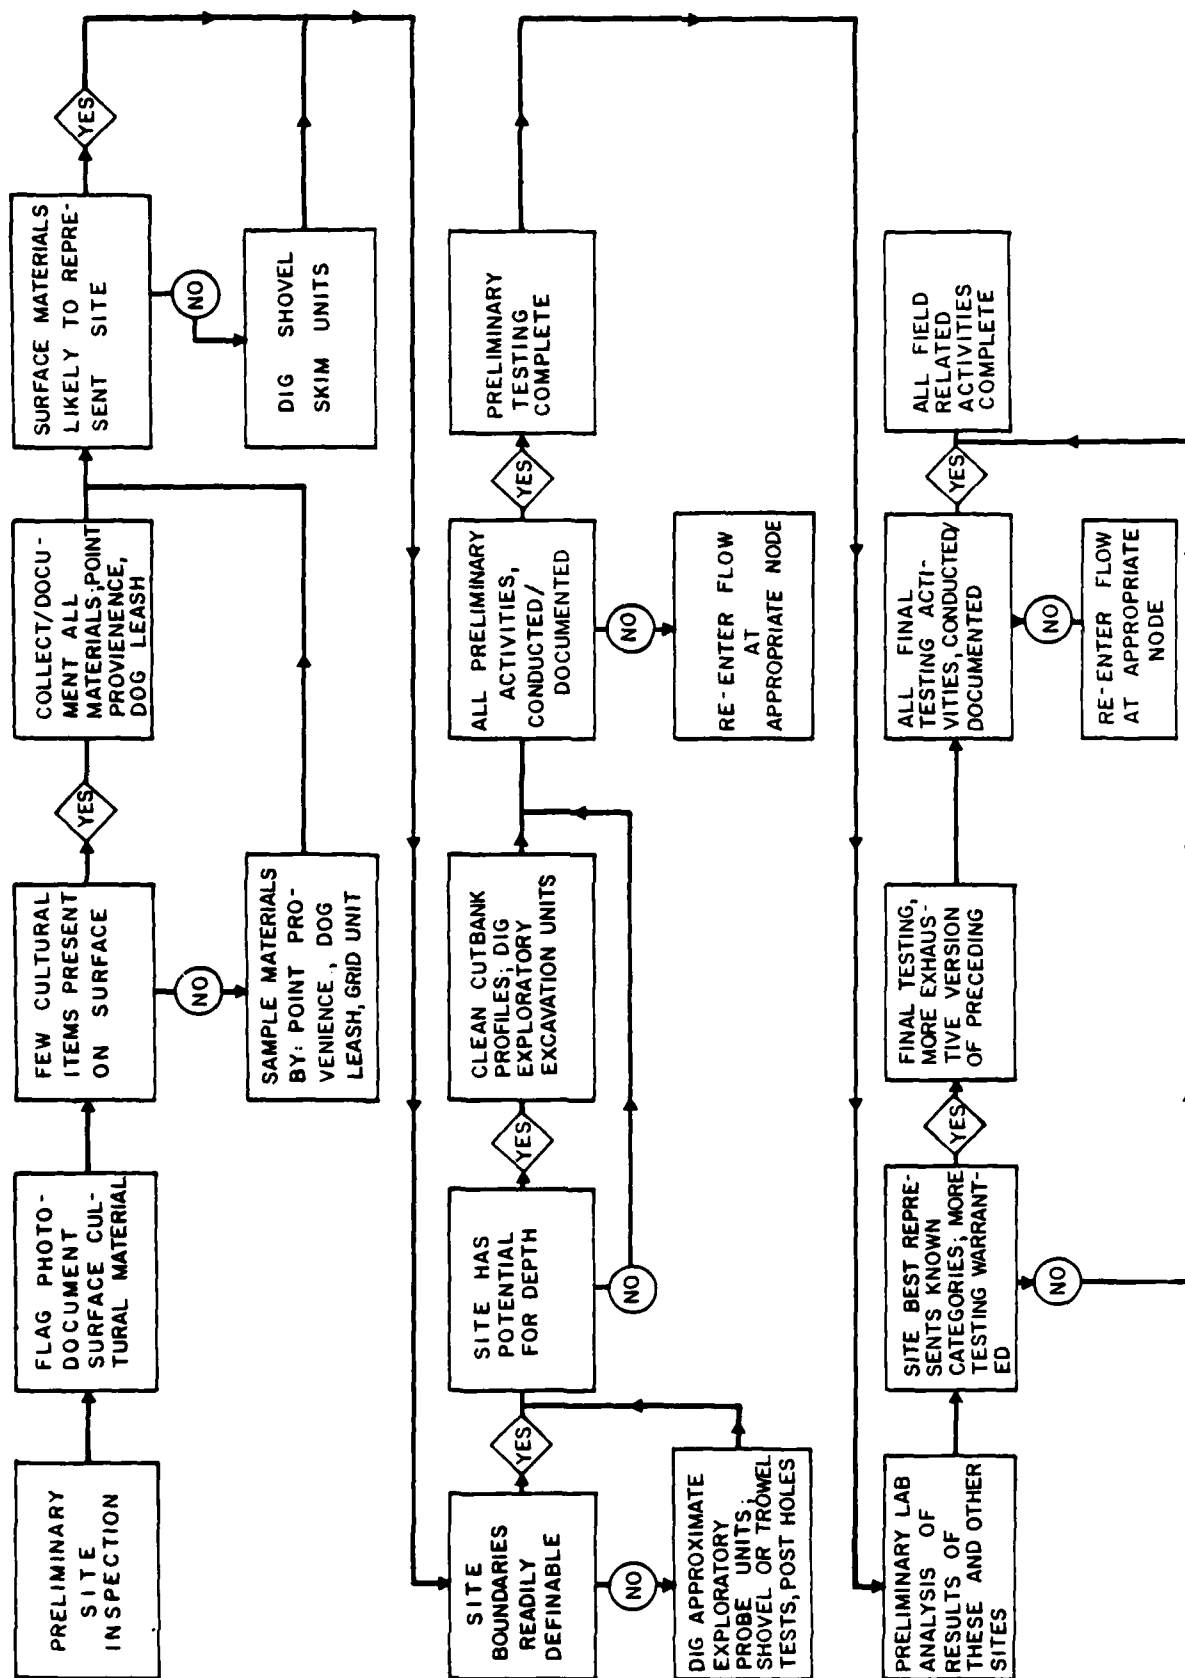 PRELIMINARY
SITE
INSPECTION
FLAG PHOTO-
DOCUMENT
SURFACE CUL-
TURAL MATERIAL
FEW CULTURAL
ITEMS PRESENT
ON SURFACE
YES
NO
COLLECT/DOCU-
MENT ALL
MATERIALS; POINT
PROVIENENCE,
DOG LEASH
SAMPLE MATERIALS
BY: POINT PRO-
VENIENCE, DOG
LEASH, GRID UNIT
SURFACE MATERIALS
LIKELY TO REPRE-
SENT SITE
YES
NO
DIG SHOVEL
SKIM UNITS
SITE
BOUNDARIES
READILY
DEFINABLE
YES
NO
DIG APPROXIMATE
EXPLORATORY
PROBE UNITS;
SHOVEL OR TROWEL
TESTS, POST HOLES
SITE HAS
POTENTIAL
FOR DEPTH
YES
NO
CLEAN CUTBANK
PROFILES; DIG
EXPLORATORY
EXCAVATION UNITS
ALL PRELIMINARY
ACTIVITIES,
CONDUCTED/
DOCUMENTED
YES
NO
RE-ENTER FLOW
AT
APPROPRIATE NODE
PRELIMINARY
TESTING
COMPLETE
PRELIMINARY LAB
ANALYSIS OF
RESULTS OF
THESE AND OTHER
SITES
SITE BEST REPRE-
SENTS KNOWN
CATEGORIES; MORE
TESTING WARRANT-
ED
YES
NO
FINAL TESTING,
MORE EXHAUS-
TIVE VERSION
OF PRECEDING
ALL FINAL
TESTING ACTI-
VITIES, CONDUCTED/
DOCUMENTED
YES
NO
RE-ENTER FLOW
AT APPROPRIATE
NODE
ALL FIELD
RELATED
ACTIVITIES
COMPLETE